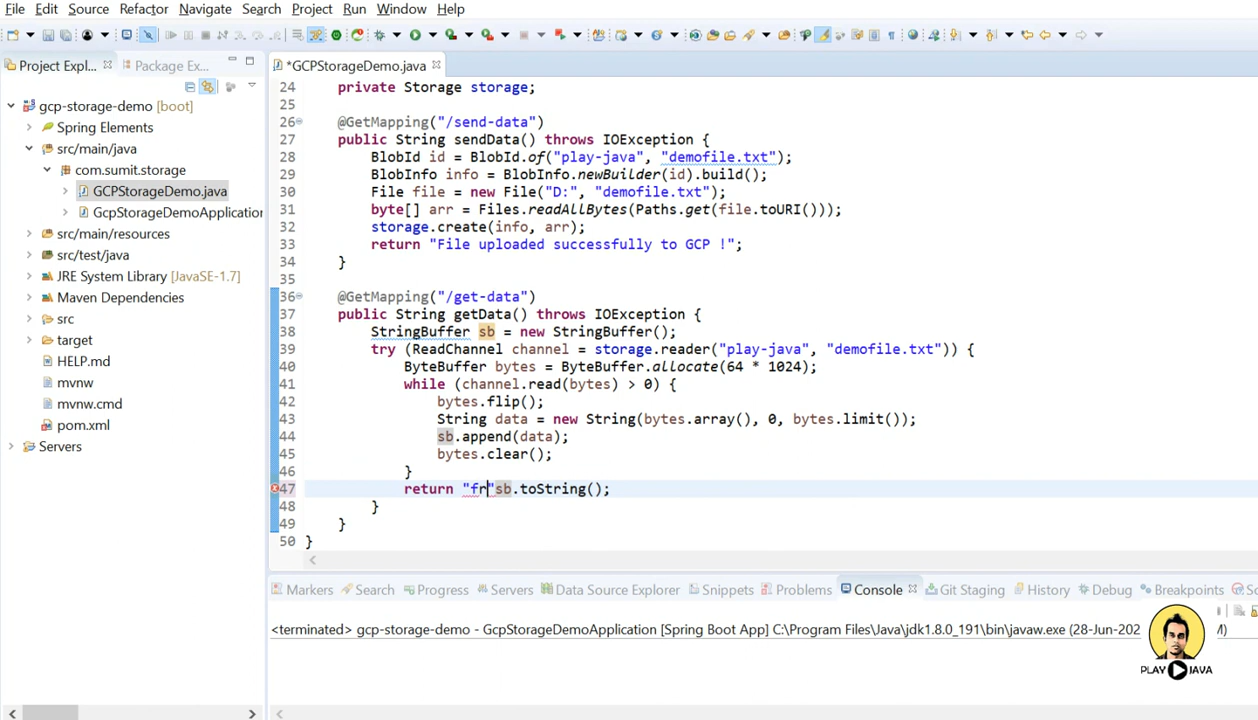 File Edit Source Refactor Navigate Search Project Run Window Help
Project Expl... Package Ex...
*GCPStorageDemo.java
gcp-storage-demo [boot]
Spring Elements
src/main/java
com.sumit.storage
GCPStorageDemo.java
GcpStorageDemoApplication
src/main/resources
src/test/java
JRE System Library [JavaSE-1.7]
Maven Dependencies
src
target
HELP.md
mvnw
mvnw.cmd
pom.xml
Servers
24 private Storage storage;
25
26 @GetMapping("/send-data")
27 public String sendData() throws IOException {
28 BlobId id = BlobId.of("play-java", "demofile.txt");
29 BlobInfo info = BlobInfo.newBuilder(id).build();
30 File file = new File("D:", "demofile.txt");
31 byte[] arr = Files.readAllBytes(Paths.get(file.toURI()));
32 storage.create(info, arr);
33 return "File uploaded successfully to GCP !";
34 }
35
36 @GetMapping("/get-data")
37 public String getData() throws IOException {
38 StringBuffer sb = new StringBuffer();
39 try (ReadChannel channel = storage.reader("play-java", "demofile.txt")) {
40 ByteBuffer bytes = ByteBuffer.allocate(64 * 1024);
41 while (channel.read(bytes) > 0) {
42 bytes.flip();
43 String data = new String(bytes.array(), 0, bytes.limit());
44 sb.append(data);
45 bytes.clear();
46 }
47 return "fr"sb.toString();
48 }
49 }
50 }
Markers Search Progress Servers Data Source Explorer Snippets Problems Console Git Staging History Debug Breakpoints
<terminated> gcp-storage-demo - GcpStorageDemoApplication [Spring Boot App] C:\Program Files\Java\jdk1.8.0_191\bin\javaw.exe (28-Jun-202
PLAY JAVA